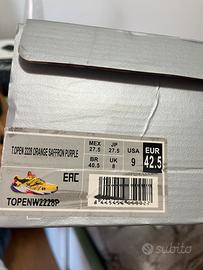 T.OPEN 2228 ORANGE SAFFRON PURPLE
MEX 27.5
JP 27.5
USA 9
EUR 42.5
BR 40.5
UK 8
EAC
TOPENW2228P
subito